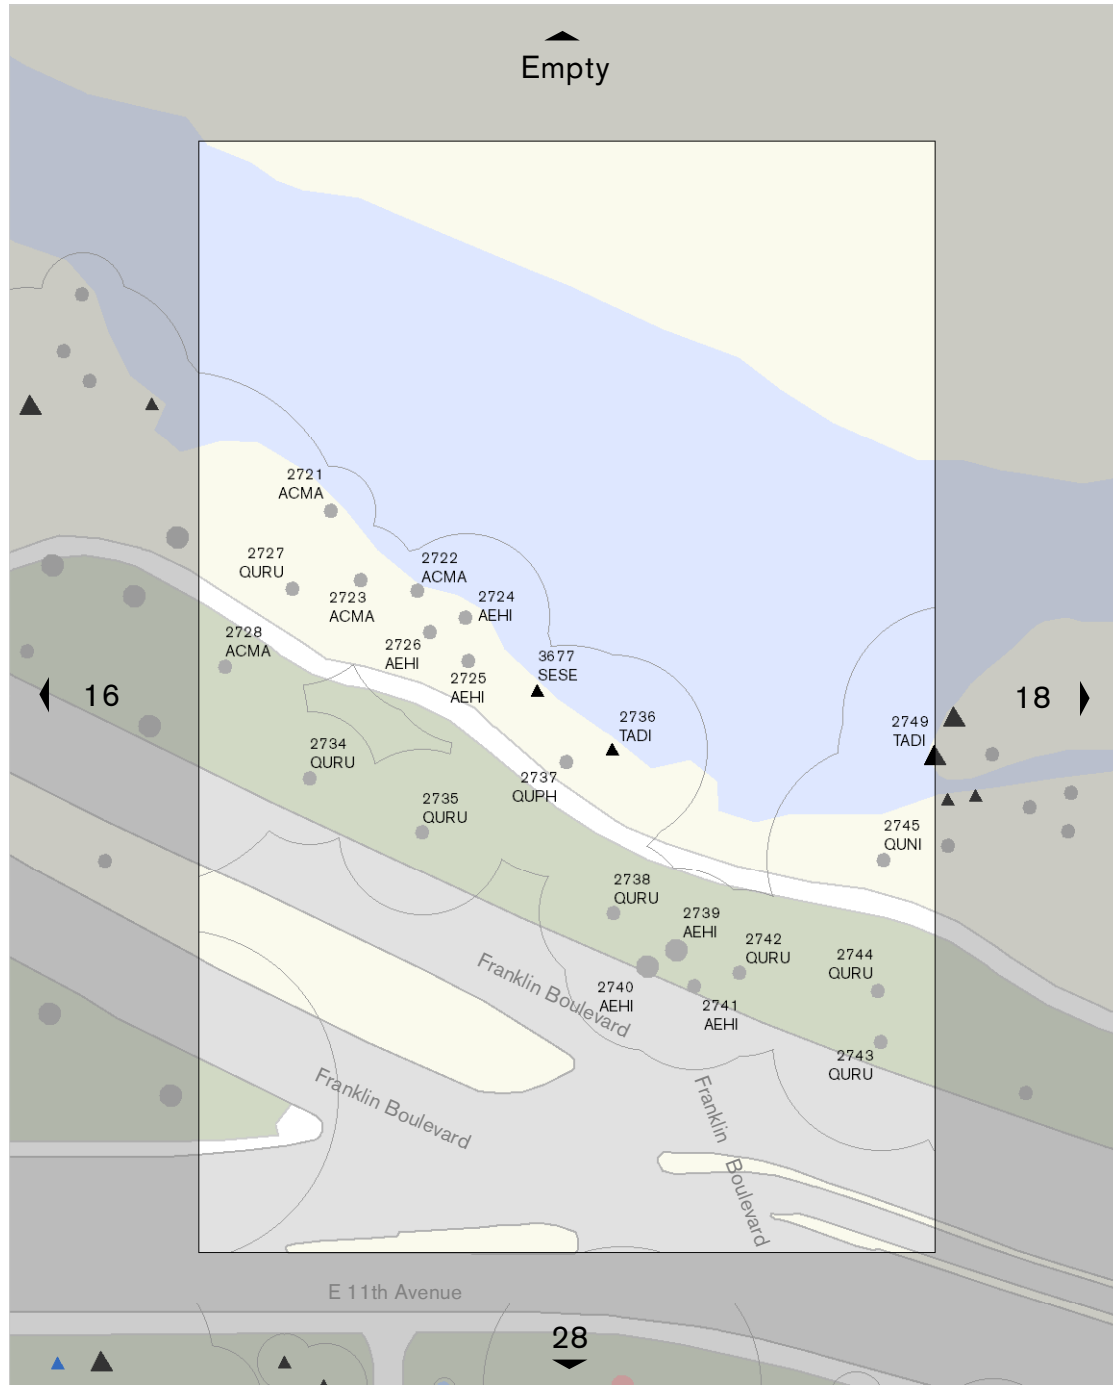 Empty
2721
ACMA
2727
QURU
2722
ACMA
2723
ACMA
2724
AEHI
2728
ACMA
2726
AEHI
3677
SESE
2725
AEHI
16
18
2736
TADI
2749
TADI
2734
QURU
2737
QUPH
2735
QURU
2745
QUNI
2738
QURU
2739
AEHI
2742
QURU
2744
QURU
2740
AEHI
2741
AEHI
Franklin Boulevard
2743
QURU
Franklin Boulevard
Franklin Boulevard
E 11th Avenue
28